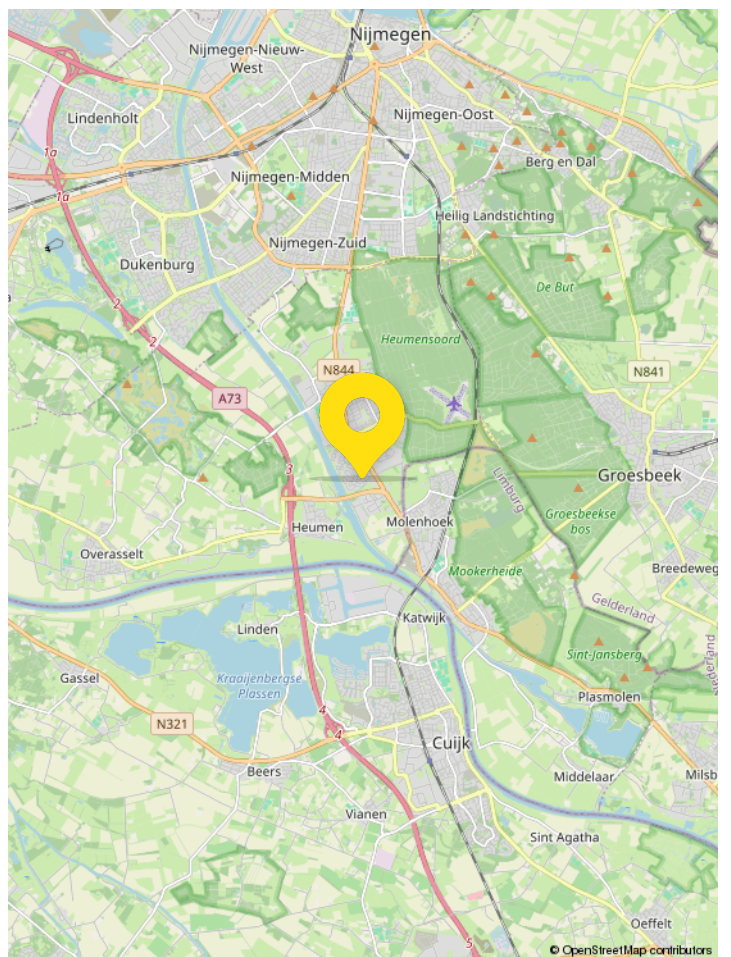 Nijmegen
Nijmegen-Nieuw-
West
Lindenholt
Nijmegen-Oost
1a
Berg en Dal
Nijmegen-Midden
1a
Heilig Landstichting
Nijmegen-Zuid
Dukenburg
De But
a
2
2
Heumensoord
N844
N841
A73
3
Groesbeek
Limburg
Groesbeekse
bos
Heumen
Molenhoek
Overasselt
Mookerheide
Breedeweg
Gelderland
Katwijk
Linden
Nederland
Sint-Jansberg
Gassel
Kraaijenbergse
Plassen
Plasmolen
4
N321
4
Cuijk
Beers
Middelaar
Milsb
Vianen
Sint Agatha
Oeffelt
5
© OpenStreetMap contributors